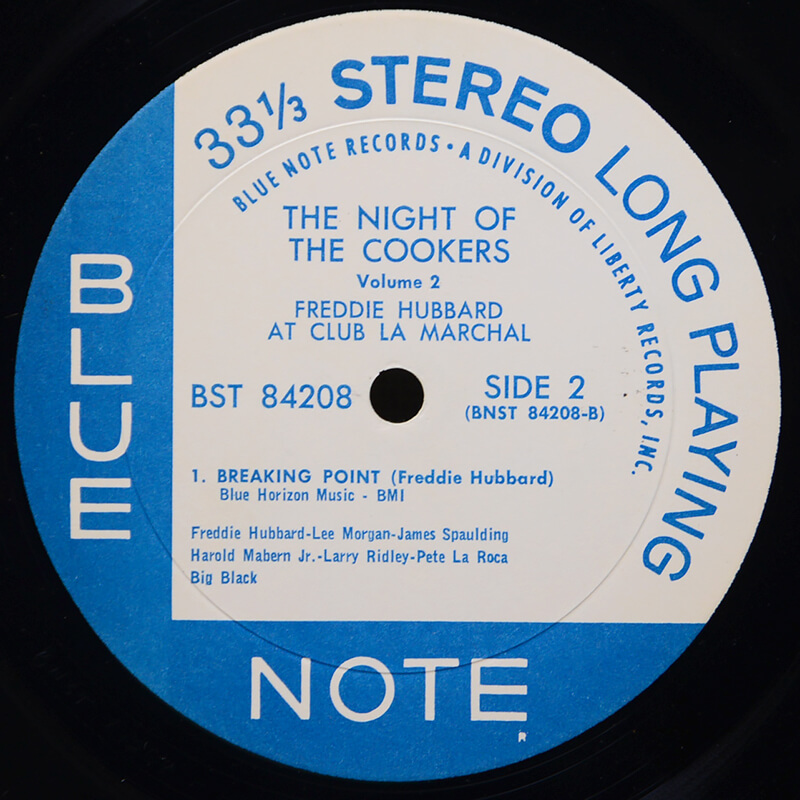 33⅓ STEREO LONG PLAYING
BLUE NOTE RECORDS • A DIVISION OF LIBERTY RECORDS, INC.
THE NIGHT OF
THE COOKERS
Volume 2
FREDDIE HUBBARD
AT CLUB LA MARCHAL
BST 84208
SIDE 2
(BNST 84208-B)
1. BREAKING POINT (Freddie Hubbard)
Blue Horizon Music - BMI
Freddie Hubbard-Lee Morgan-James Spaulding
Harold Mabern Jr.-Larry Ridley-Pete La Roca
Big Black
BLUE
NOTE
R